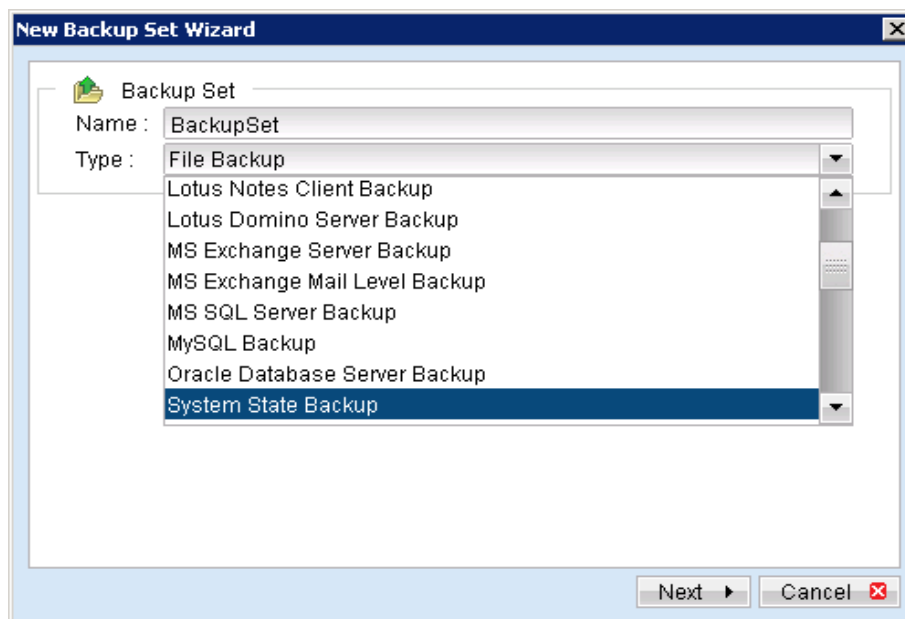 New Backup Set Wizard
Backup Set
Name : BackupSet
Type : File Backup
Lotus Notes Client Backup
Lotus Domino Server Backup
MS Exchange Server Backup
MS Exchange Mail Level Backup
MS SQL Server Backup
MySQL Backup
Oracle Database Server Backup
System State Backup
Next Cancel